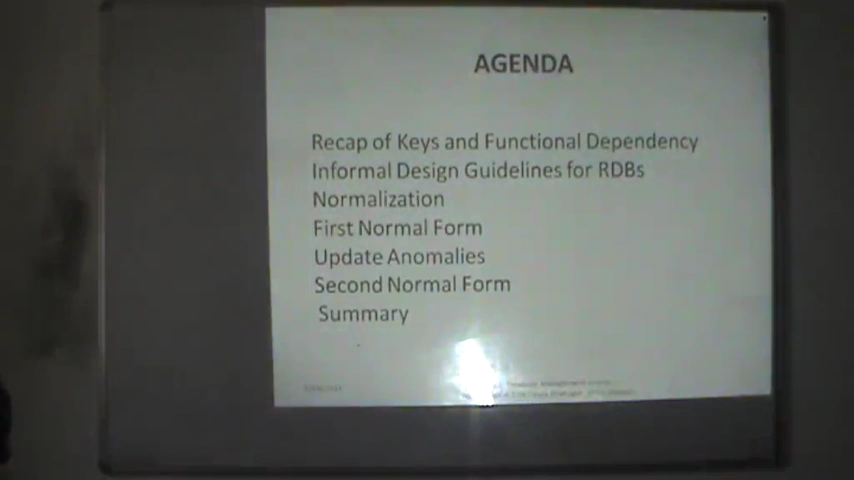 AGENDA
Recap of Keys and Functional Dependency
Informal Design Guidelines for RDBs
Normalization
First Normal Form
Update Anomalies
Second Normal Form
Summary